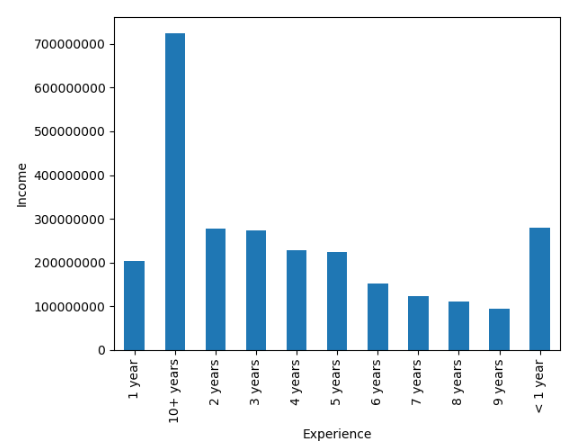 700000000
600000000
500000000
400000000
300000000
200000000
100000000
0
Income
1 year
10+ years
2 years
3 years
4 years
5 years
6 years
7 years
8 years
9 years
< 1 year
Experience